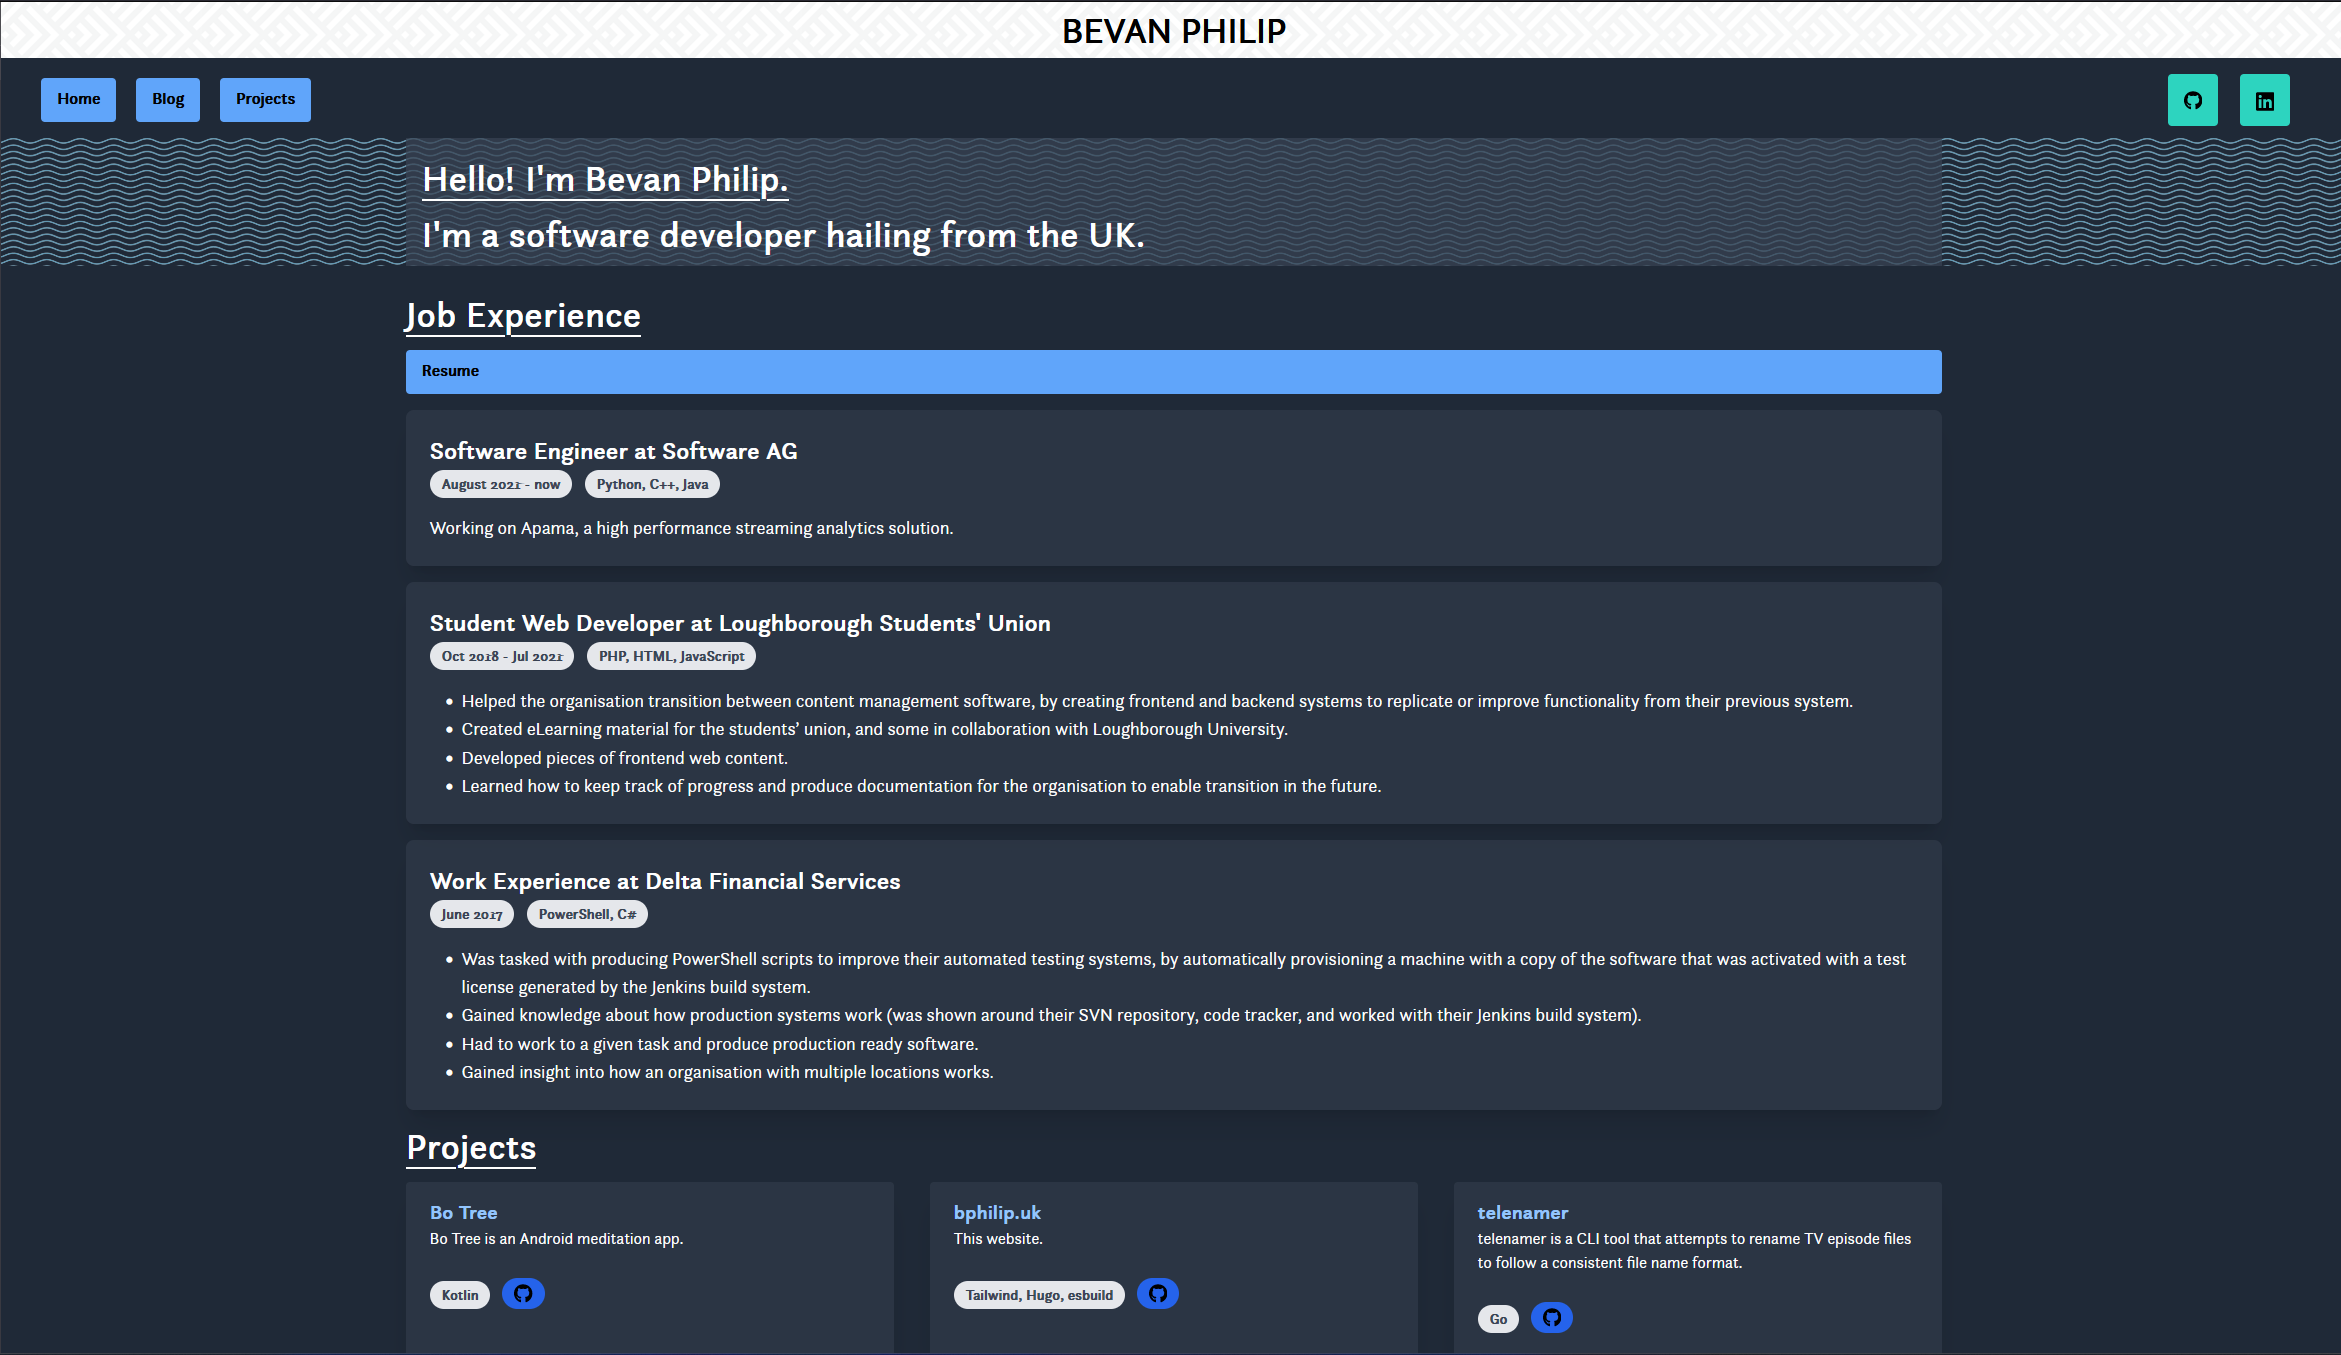 BEVAN PHILIP
Home Blog Projects
Hello! I'm Bevan Philip.
I'm a software developer hailing from the UK.
Job Experience
Resume
Software Engineer at Software AG
August 2021 - now Python, C++, Java
Working on Apama, a high performance streaming analytics solution.
Student Web Developer at Loughborough Students' Union
Oct 2018 - Jul 2021 PHP, HTML, JavaScript
• Helped the organisation transition between content management software, by creating frontend and backend systems to replicate or improve functionality from their previous system.
• Created eLearning material for the students’ union, and some in collaboration with Loughborough University.
• Developed pieces of frontend web content.
• Learned how to keep track of progress and produce documentation for the organisation to enable transition in the future.
Work Experience at Delta Financial Services
June 2017 PowerShell, C#
• Was tasked with producing PowerShell scripts to improve their automated testing systems, by automatically provisioning a machine with a copy of the software that was activated with a test
license generated by the Jenkins build system.
• Gained knowledge about how production systems work (was shown around their SVN repository, code tracker, and worked with their Jenkins build system).
• Had to work to a given task and produce production ready software.
• Gained insight into how an organisation with multiple locations works.
Projects
Bo Tree
Bo Tree is an Android meditation app.
Kotlin
bphilip.uk
This website.
Tailwind, Hugo, esbuild
telenamer
telenamer is a CLI tool that attempts to rename TV episode files
to follow a consistent file name format.
Go